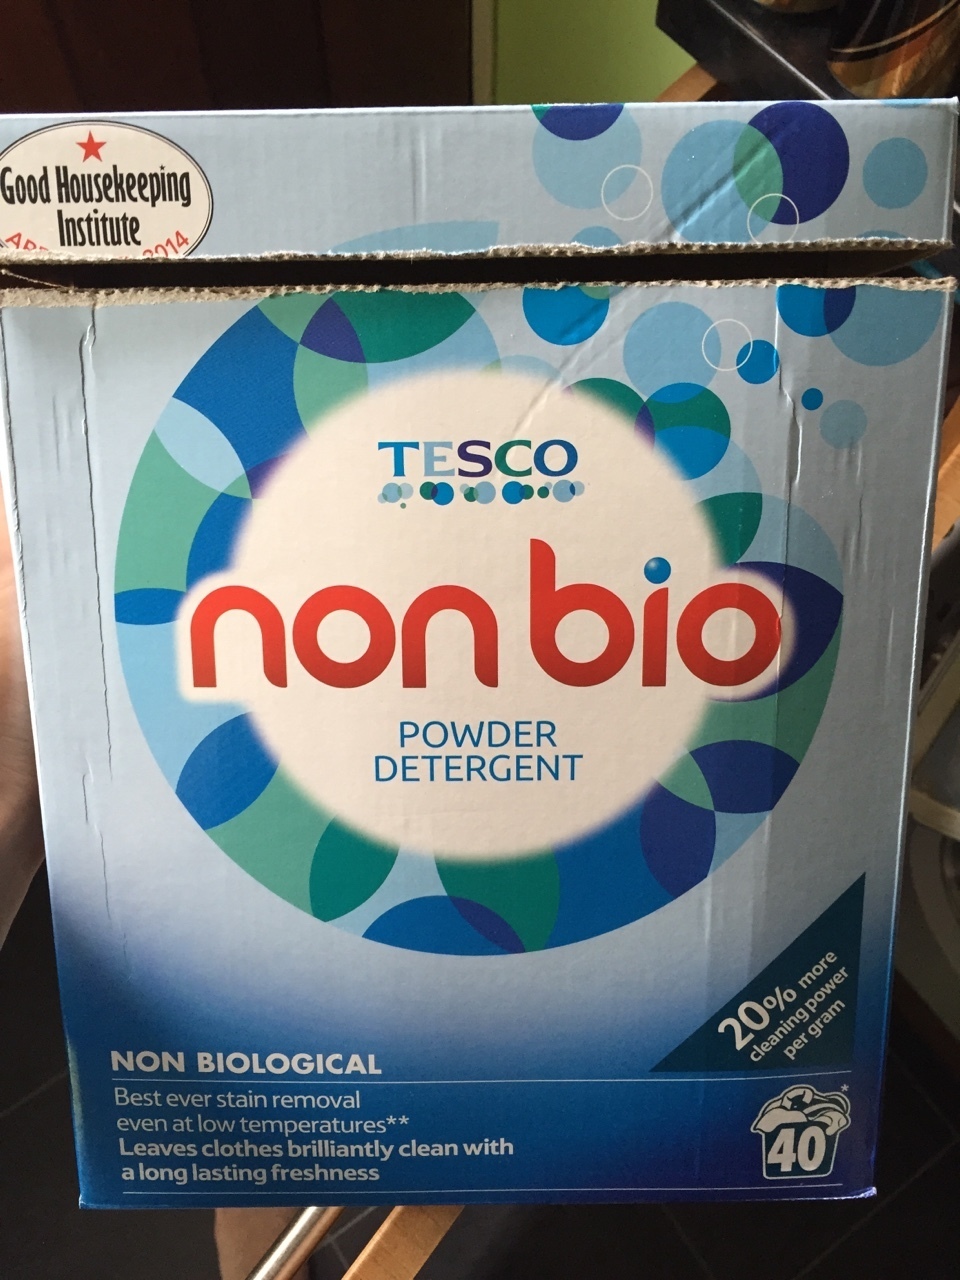 Good Housekeeping
Institute
2014
TESCO
non bio
POWDER
DETERGENT
20% more
cleaning power
per gram
NON BIOLOGICAL
Best ever stain removal
even at low temperatures**
Leaves clothes brilliantly clean with
a long lasting freshness
*
40